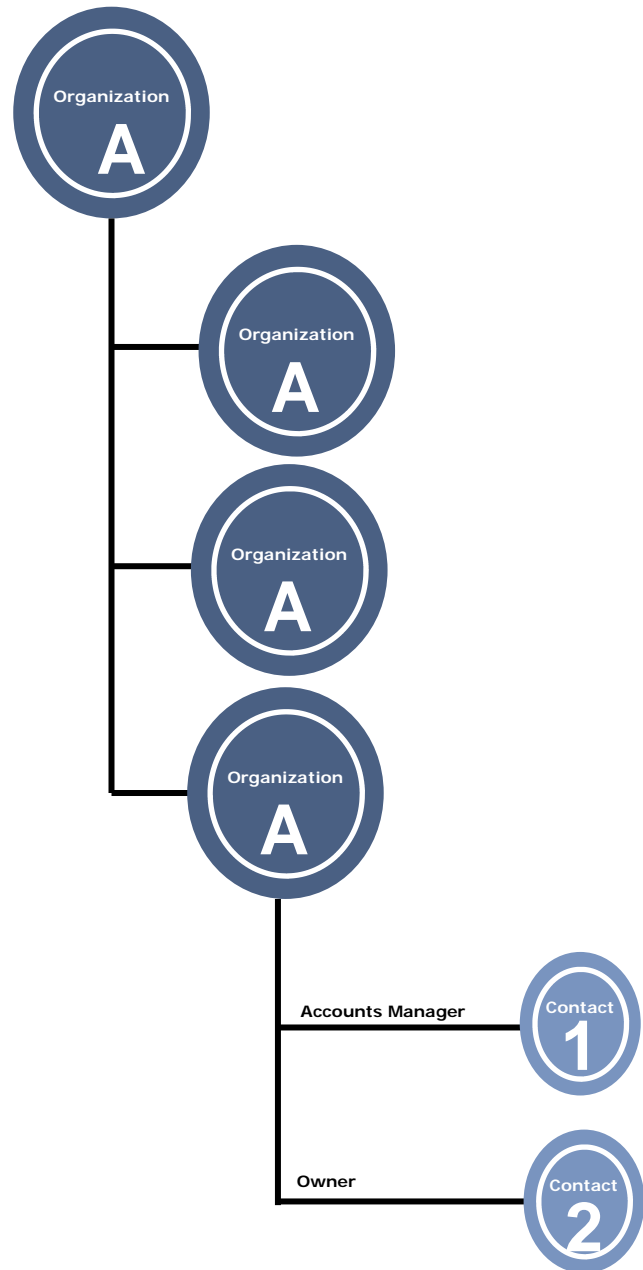 Organization
A
Organization
A
Organization
A
Organization
A
Accounts Manager
Contact
1
Owner
Contact
2